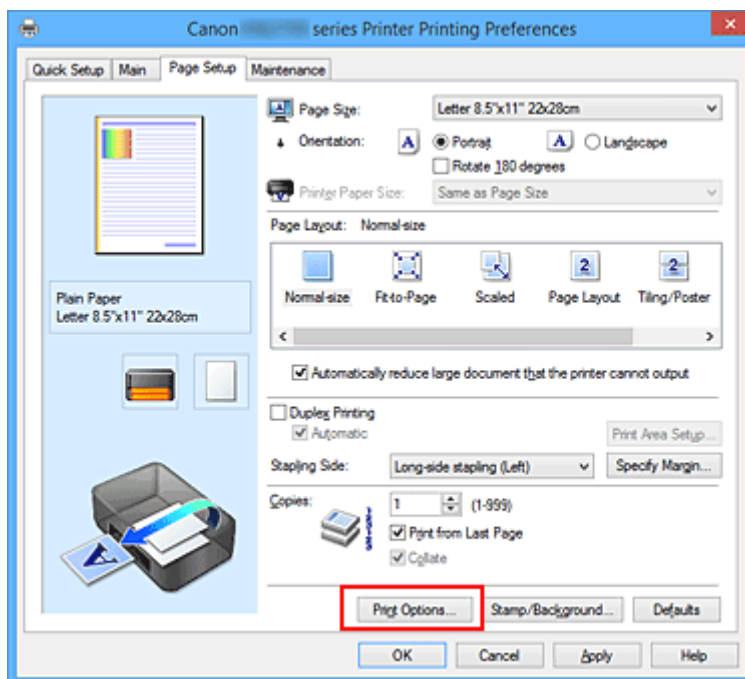 Canon series Printer Printing Preferences
Quick Setup Main Page Setup Maintenance
Page Size: Letter 8.5"x11" 22x28cm
Orientation: A Portrait A Landscape
Rotate 180 degrees
Printer Paper Size: Same as Page Size
Page Layout: Normal-size
2 2
Normal-size Fit-to-Page Scaled Page Layout Tiling/Poster
Plain Paper
Letter 8.5"x11" 22x28cm
Automatically reduce large document that the printer cannot output
Duplex Printing
Automatic
Print Area Setup...
Stapling Side: Long-side stapling (Left) Specify Margin...
Copies: 1 (1-999)
Print from Last Page
Collate
A
Print Options... Stamp/Background... Defaults
OK Cancel Apply Help